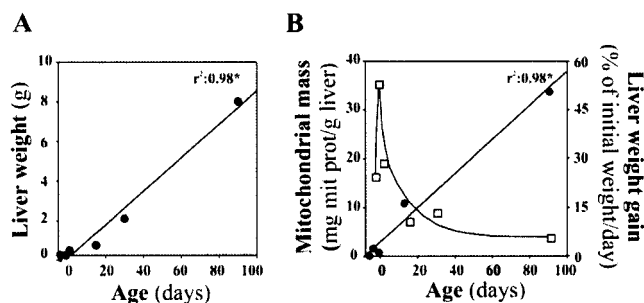 A
B
Liver weight (g)
10
8
6
4
2
0
r²:0.98*
0 20 40 60 80 100
Age (days)
Mitochondrial mass
(mg mit prot/g liver)
40
30
20
10
0
r²:0.98*
0 20 40 60 80 100
Age (days)
60
45
30
15
0
Liver weight gain
(% of initial weight/day)